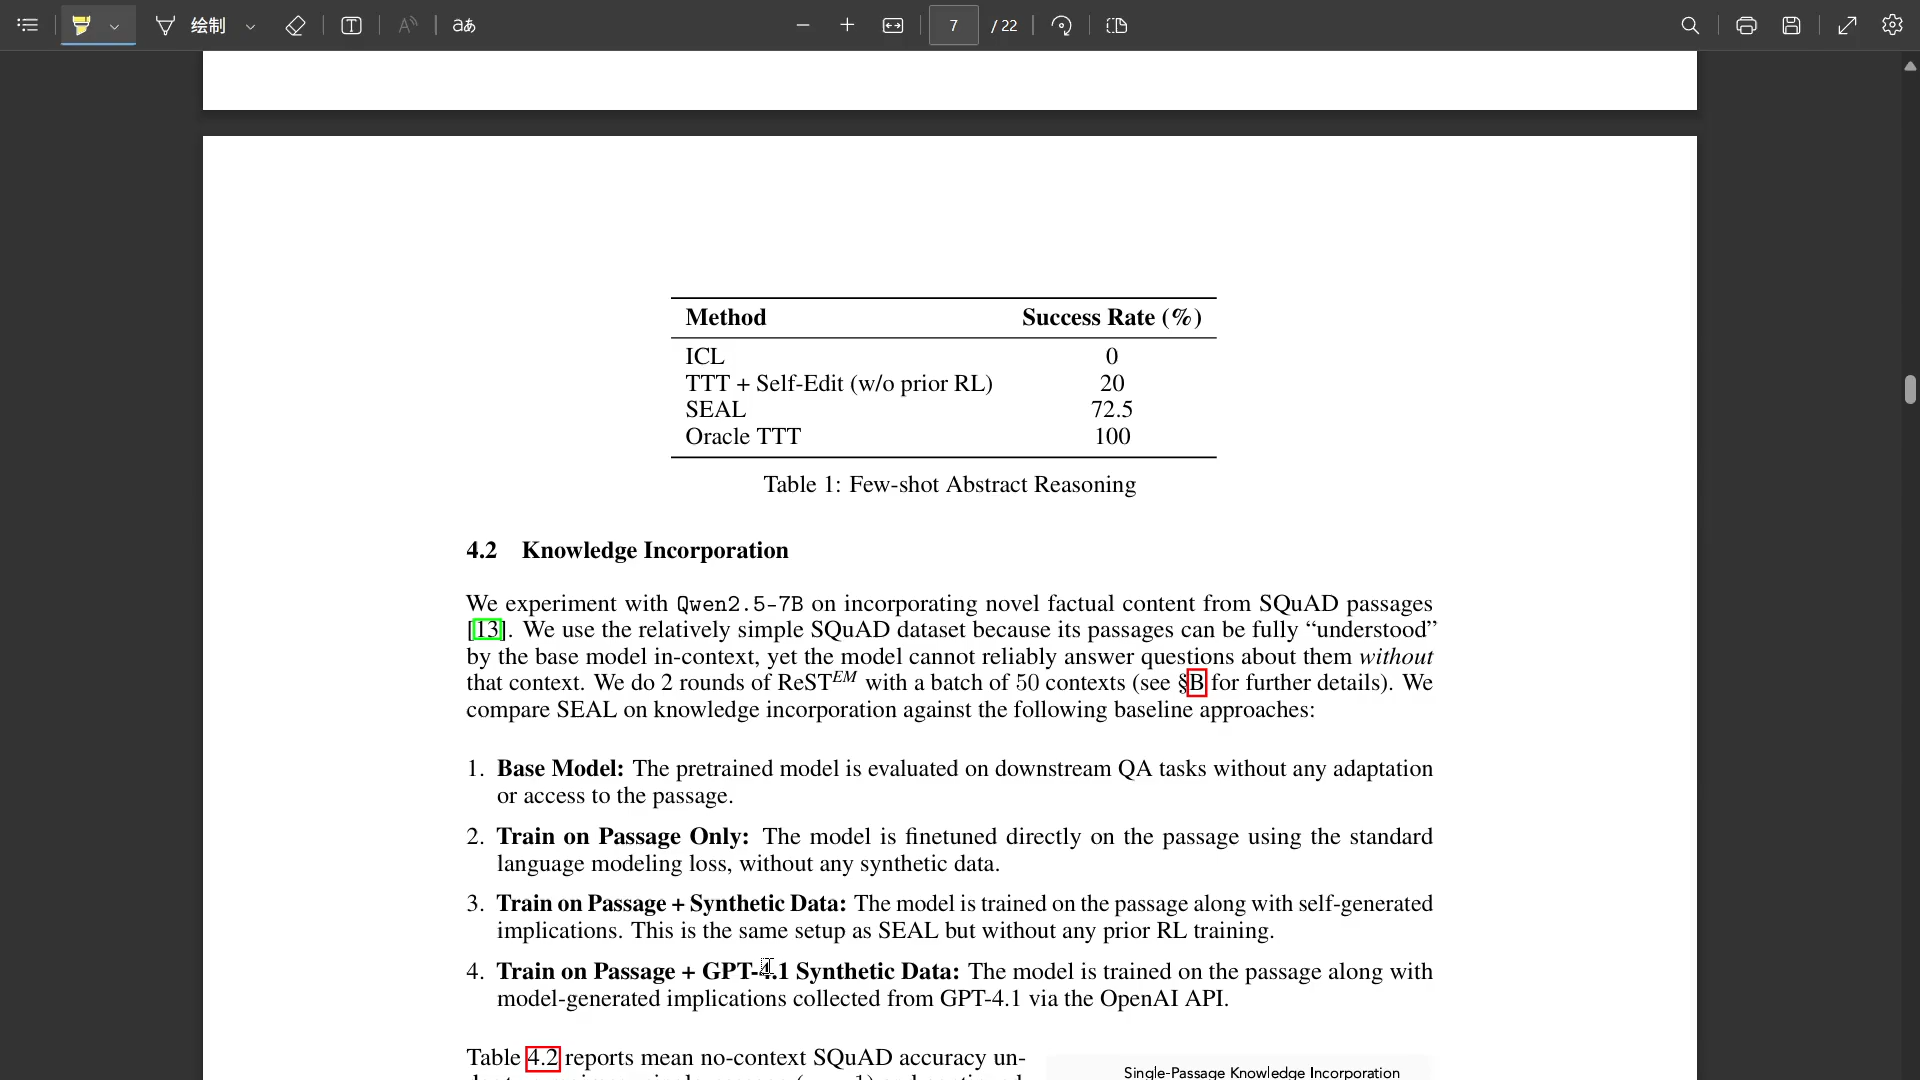 绘制
aあ
7
/ 22
Method Success Rate (%)
ICL 0
TTT + Self-Edit (w/o prior RL) 20
SEAL 72.5
Oracle TTT 100
Table 1: Few-shot Abstract Reasoning
4.2 Knowledge Incorporation
We experiment with Qwen2.5-7B on incorporating novel factual content from SQuAD passages
[13]. We use the relatively simple SQuAD dataset because its passages can be fully “understood”
by the base model in-context, yet the model cannot reliably answer questions about them without
that context. We do 2 rounds of ReST^EM with a batch of 50 contexts (see §B for further details). We
compare SEAL on knowledge incorporation against the following baseline approaches:
1. Base Model: The pretrained model is evaluated on downstream QA tasks without any adaptation
or access to the passage.
2. Train on Passage Only: The model is finetuned directly on the passage using the standard
language modeling loss, without any synthetic data.
3. Train on Passage + Synthetic Data: The model is trained on the passage along with self-generated
implications. This is the same setup as SEAL but without any prior RL training.
4. Train on Passage + GPT-4.1 Synthetic Data: The model is trained on the passage along with
model-generated implications collected from GPT-4.1 via the OpenAI API.
Table 4.2 reports mean no-context SQuAD accuracy un-
Single-Passage Knowledge Incorporation